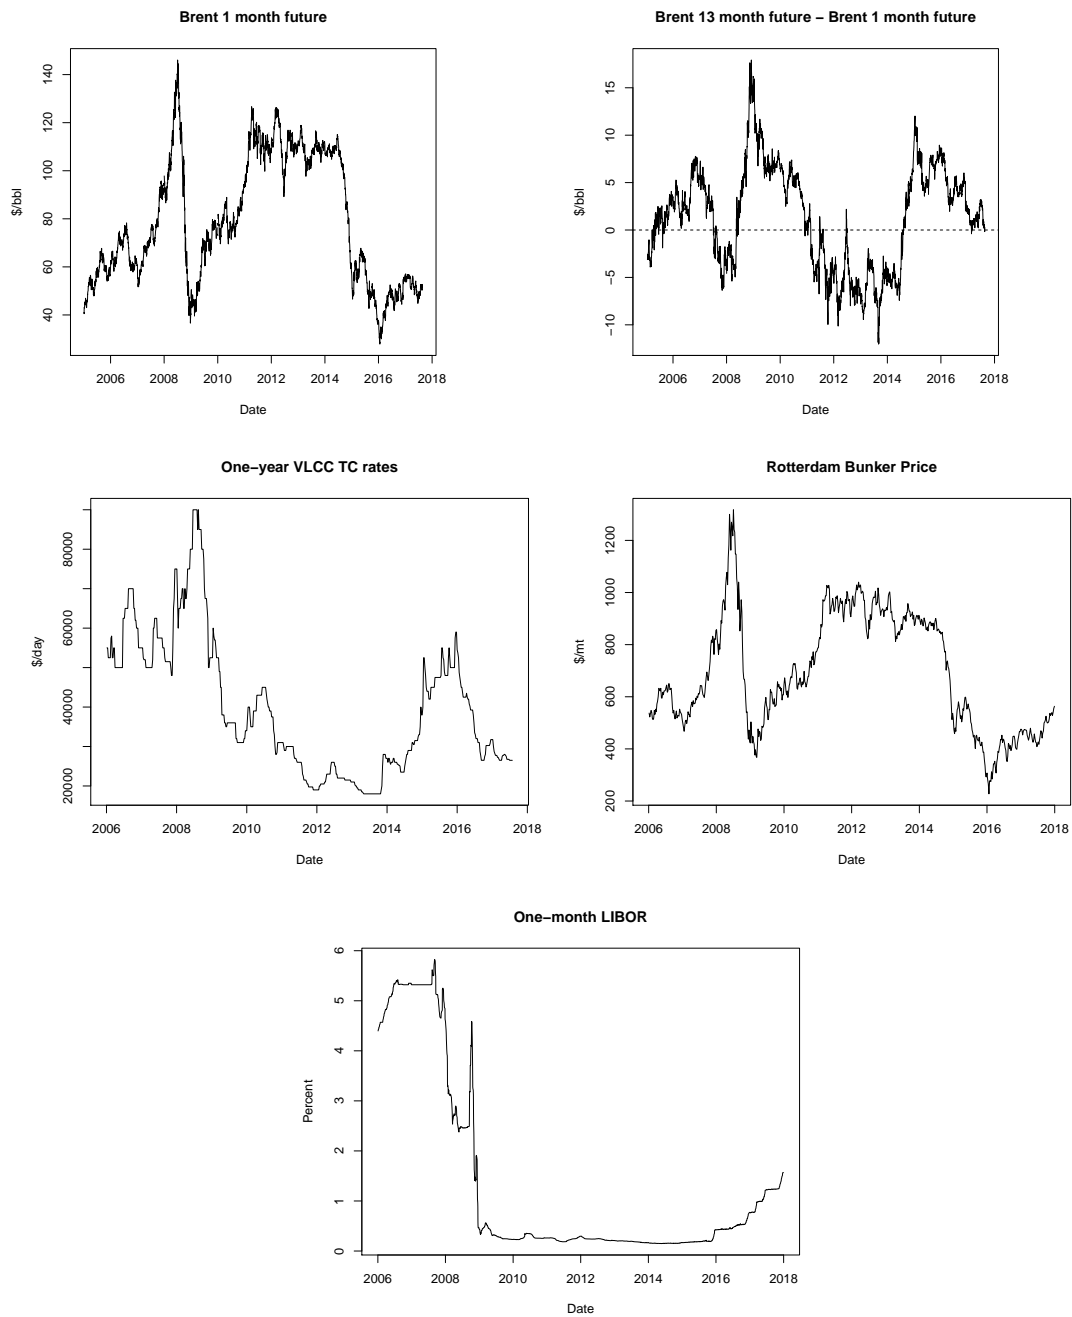 Brent 1 month future
$/bbl
140
120
100
80
60
40
2006 2008 2010 2012 2014 2016 2018
Date
Brent 13 month future − Brent 1 month future
$/bbl
15
10
5
0
−5
−10
2006 2008 2010 2012 2014 2016 2018
Date
One−year VLCC TC rates
$/day
80000
60000
40000
20000
2006 2008 2010 2012 2014 2016 2018
Date
Rotterdam Bunker Price
$/mt
1200
1000
800
600
400
200
2006 2008 2010 2012 2014 2016 2018
Date
One−month LIBOR
Percent
6
5
4
3
2
1
0
2006 2008 2010 2012 2014 2016 2018
Date